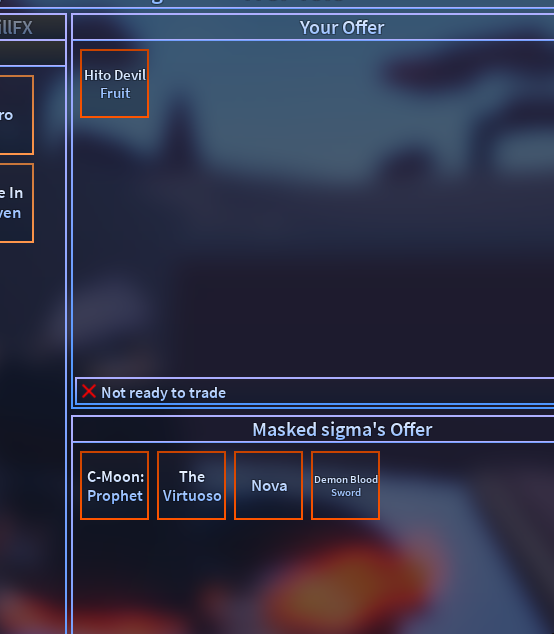 illFX
Your Offer
Hito Devil
Fruit
ro
e In
ven
Not ready to trade
Masked sigma's Offer
C-Moon:
Prophet
The
Virtuoso
Nova
Demon Blood
Sword